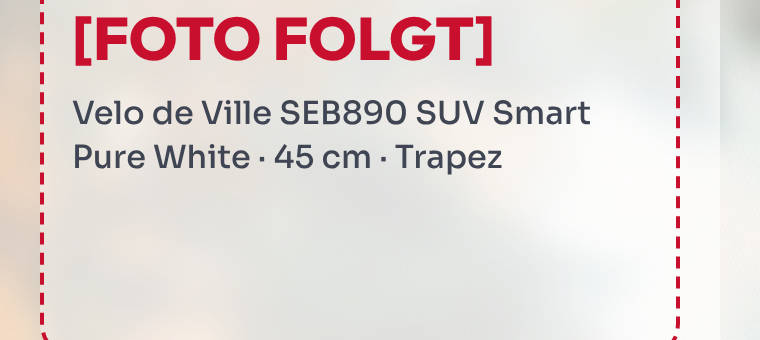 [FOTO FOLGT]
Velo de Ville SEB890 SUV Smart
Pure White · 45 cm · Trapez